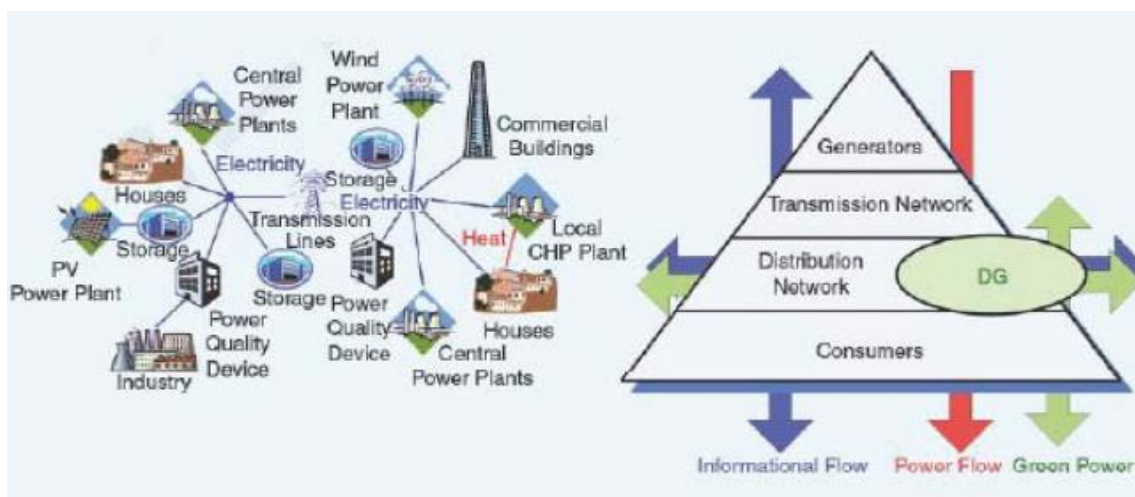 Central
Power
Plants
Wind
Power
Plant
Commercial
Buildings
Electricity
Houses
Storage
Electricity
Storage
Transmission
Lines
Heat
Local
CHP Plant
PV
Power Plant
Storage
Power
Quality
Device
Power
Quality
Device
Houses
Industry
Central
Power Plants
Generators
Transmission Network
Distribution
Network
DG
Consumers
Informational Flow
Power Flow
Green Power